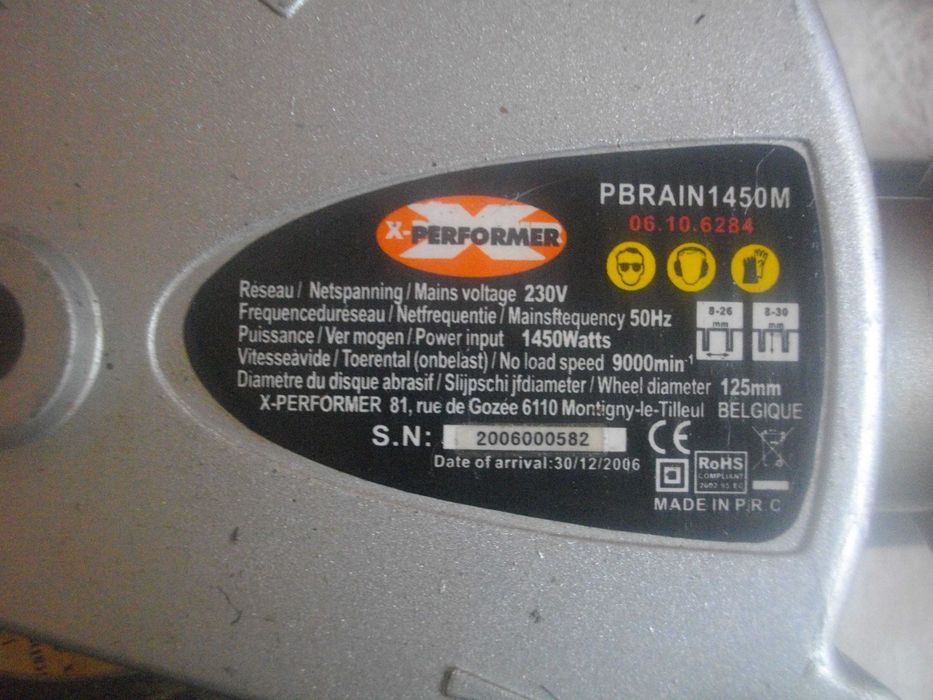 PBRAIN1450M
06.10.6284
X-PERFORMER
Réseau / Netspanning / Mains voltage 230V
Frequenceduréseau / Netfrequentie / Mainsftequency 50Hz
8-26 mm
8-30 mm
Puissance / Ver mogen / Power input 1450Watts
Vitesseàvide / Toerental (onbelast) / No load speed 9000min-1
Diametre du disque abrasif / Slijpschi jfdiameter / Wheel diameter 125mm
X-PERFORMER 81, rue de Gozée 6110 Montigny-le-Tilleul BELGIQUE
S.N: 2006000582
CE
Date of arrival:30/12/2006
RoHS
COMPLIANT
2002 95 EC
MADE IN P.R.C